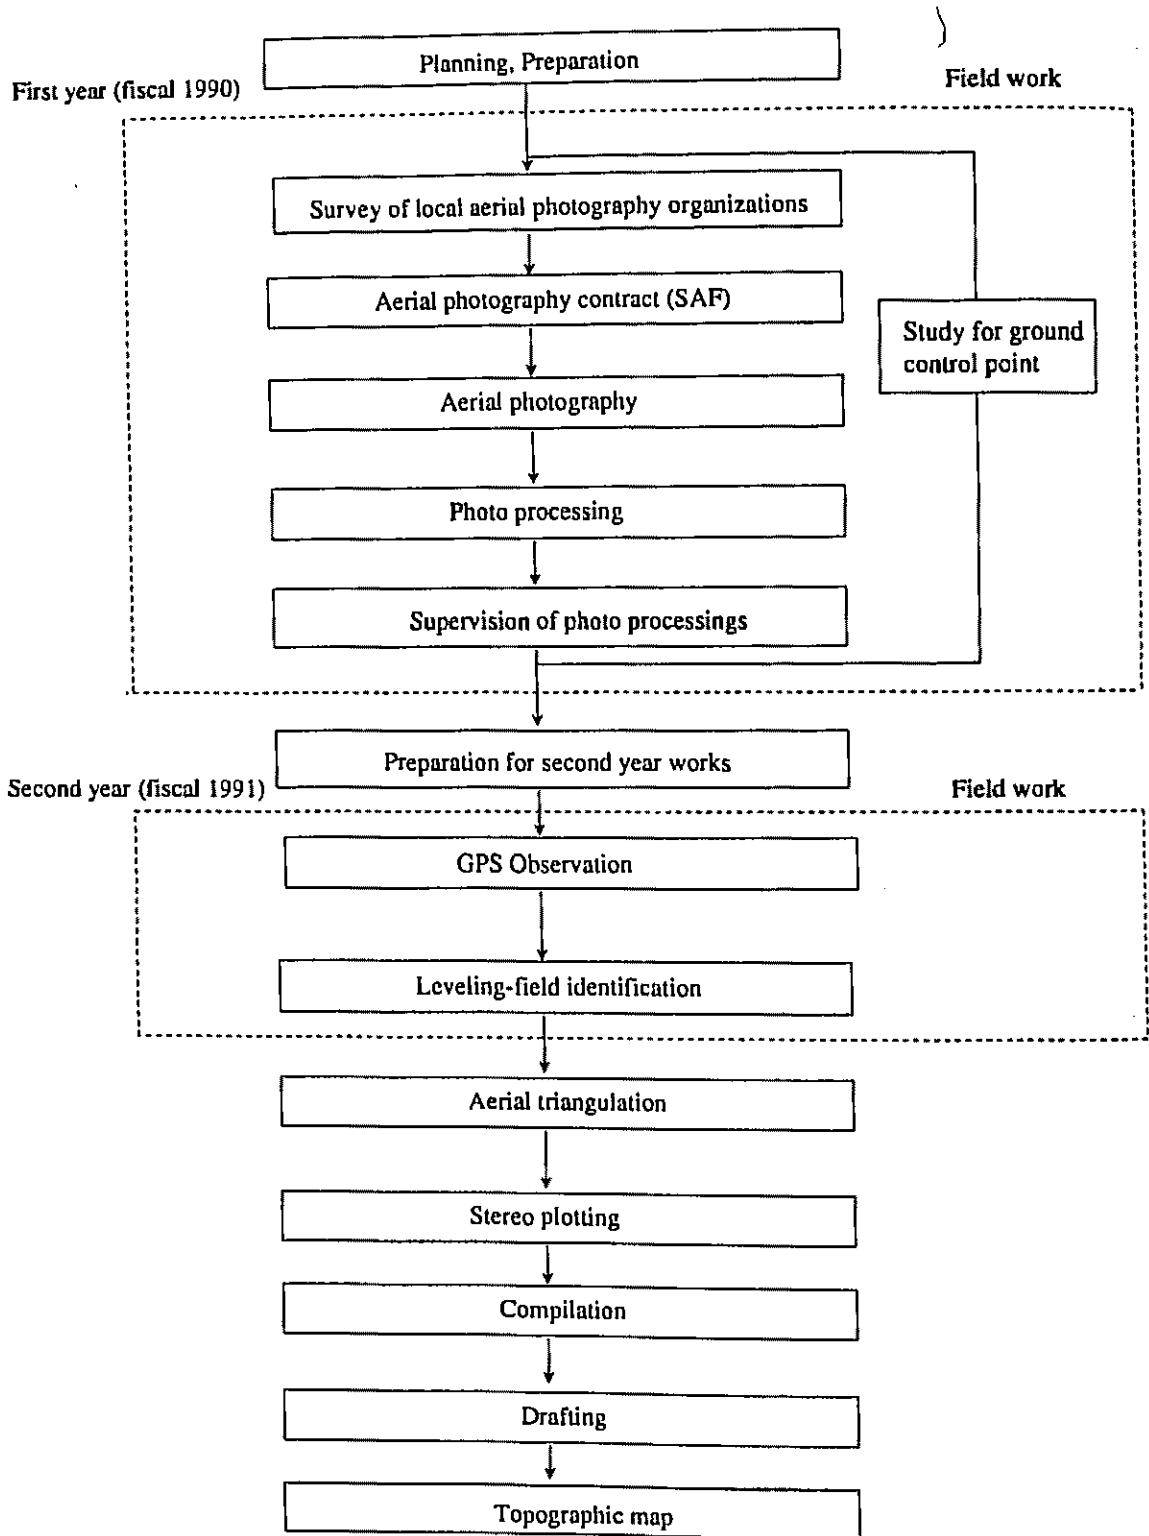 Planning, Preparation
First year (fiscal 1990)
Field work
Survey of local aerial photography organizations
Aerial photography contract (SAF)
Study for ground
control point
Aerial photography
Photo processing
Supervision of photo processings
Preparation for second year works
Second year (fiscal 1991)
Field work
GPS Observation
Leveling-field identification
Aerial triangulation
Stereo plotting
Compilation
Drafting
Topographic map